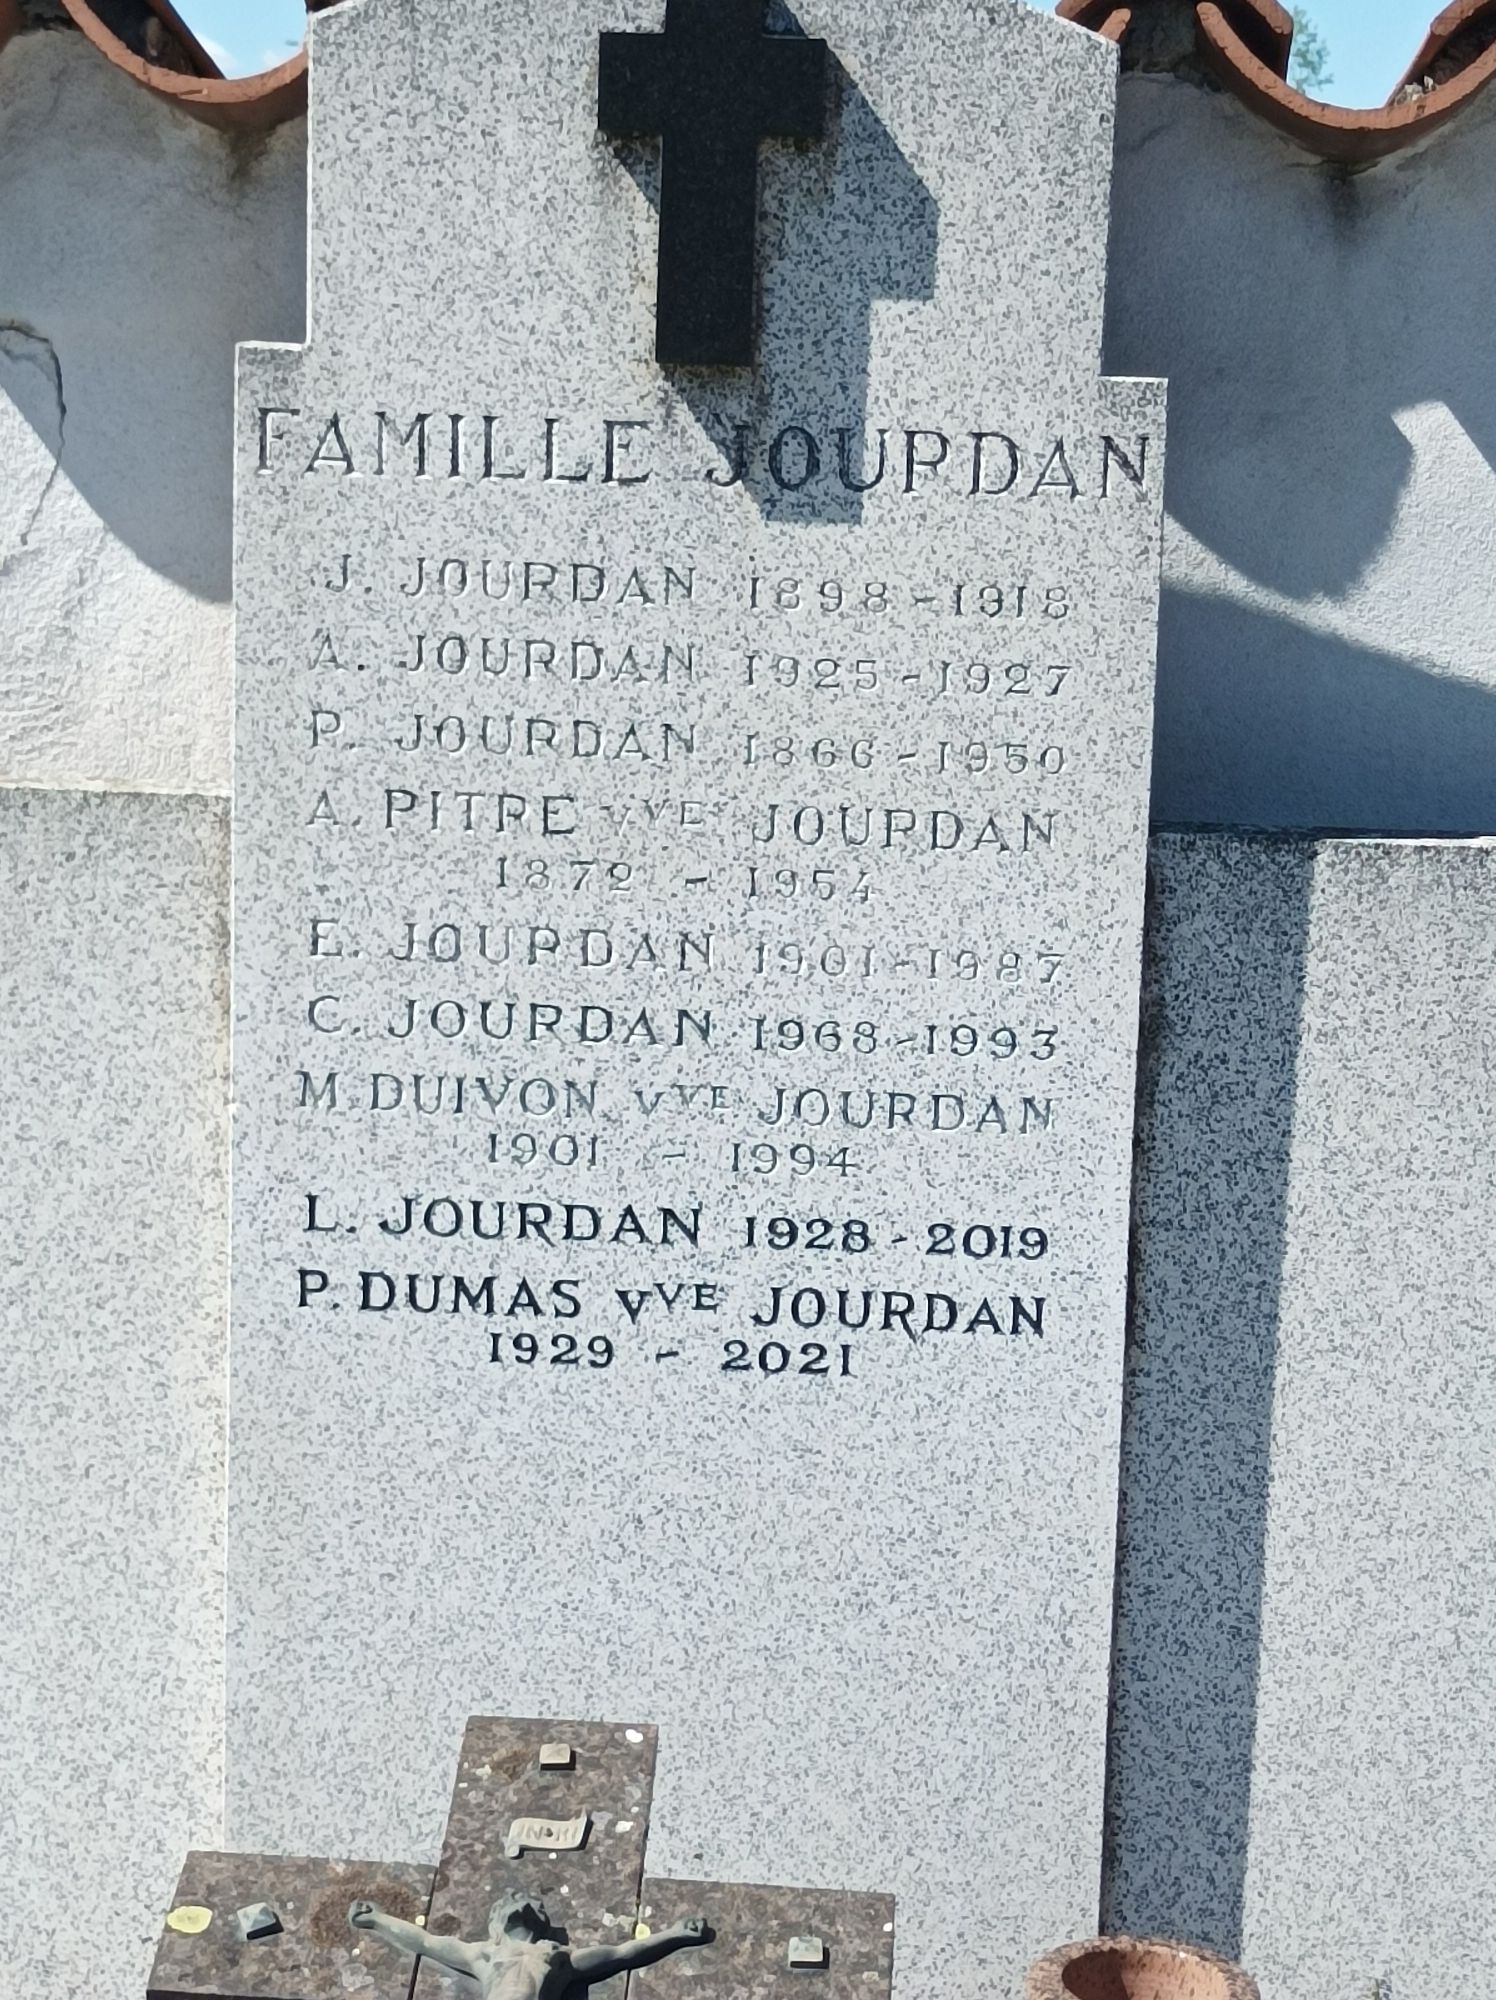 FAMILLE JOURDAN
J. JOURDAN 1898-1918
A. JOURDAN 1925-1927
P. JOURDAN 1866-1950
A. PITRE VVE JOURDAN
1872 - 1954
E. JOURDAN 1901-1987
C. JOURDAN 1968-1993
M. DUIVON VVE JOURDAN
1901 - 1994
L. JOURDAN 1928-2019
P. DUMAS VVE JOURDAN
1929 - 2021
INRI